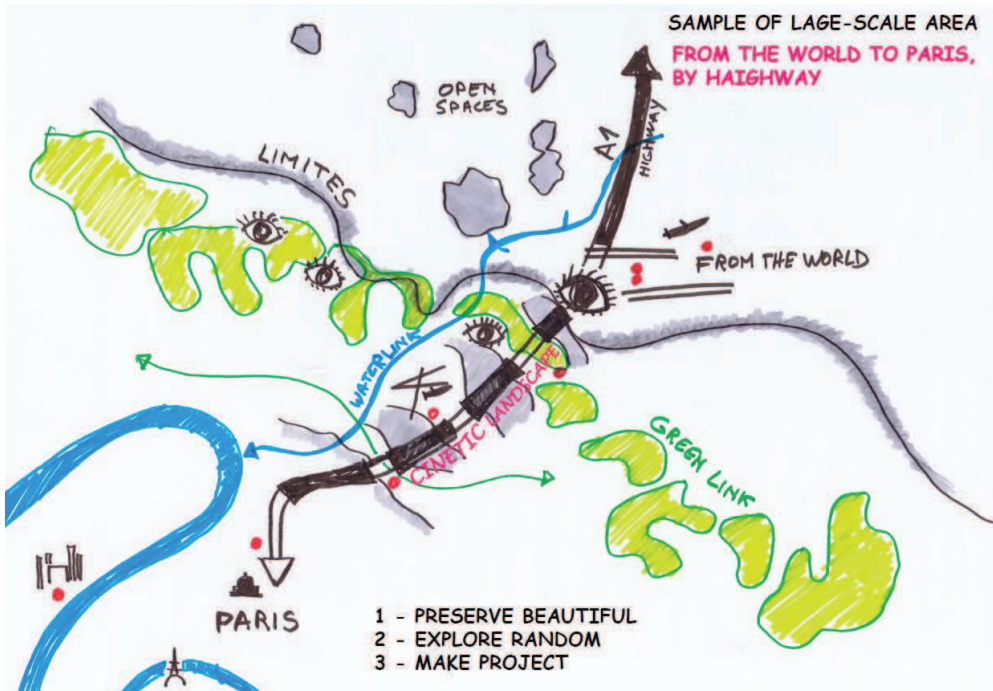 SAMPLE OF LAGE-SCALE AREA
FROM THE WORLD TO PARIS,
BY HAIGHWAY
OPEN
SPACES
A1
HIGHWAY
LIMITES
FROM THE WORLD
WATERLINK
CINETIC LANDSCAPE
GREEN LINK
PARIS
1 - PRESERVE BEAUTIFUL
2 - EXPLORE RANDOM
3 - MAKE PROJECT